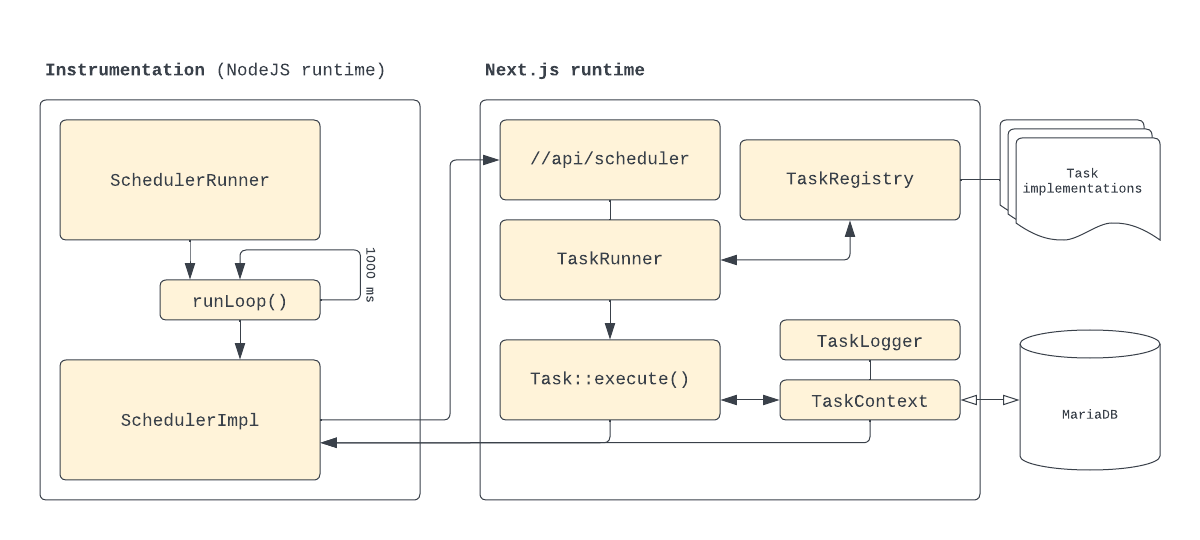 Instrumentation (NodeJS runtime)
SchedulerRunner
1000 ms
runLoop()
SchedulerImpl
Next.js runtime
//api/scheduler
TaskRegistry
TaskRunner
Task::execute()
TaskLogger
TaskContext
Task
implementations
MariaDB